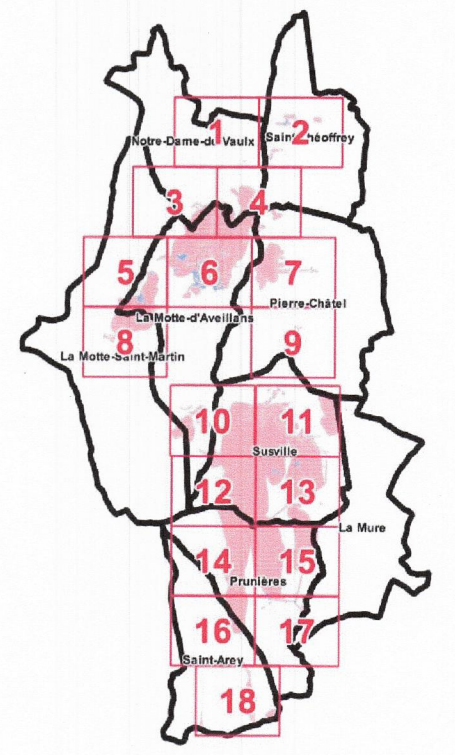 1
2
Notre-Dame-de Vaulx
Saint Théoffrey
3
4
5
6
7
Pierre-Châtel
La Motte-d'Aveillans
8
9
La Motte-Saint-Martin
10
11
Susville
12
13
La Mure
14
15
Prunières
16
17
Saint-Arey
18